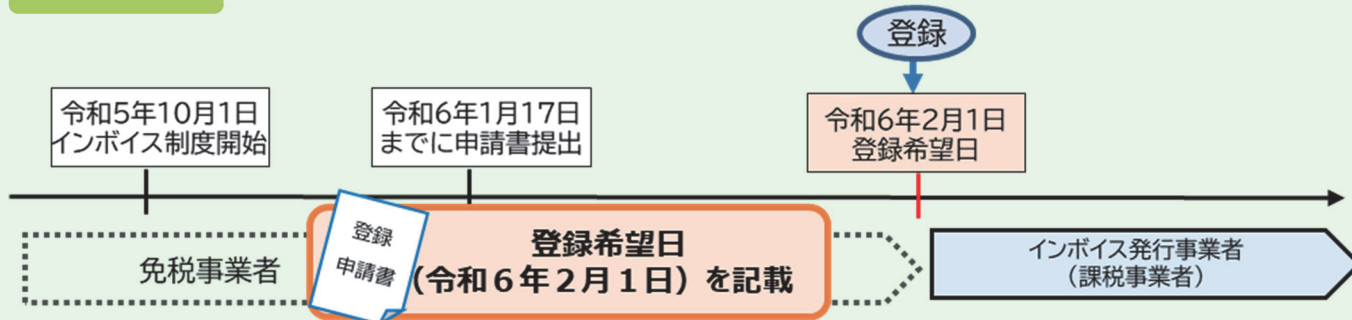 登録
令和5年10月1日
インボイス制度開始
令和6年1月17日
までに申請書提出
令和6年2月1日
登録希望日
免税事業者
登録
申請書
登録希望日
(令和６年２月１日)を記載
インボイス発行事業者
(課税事業者)